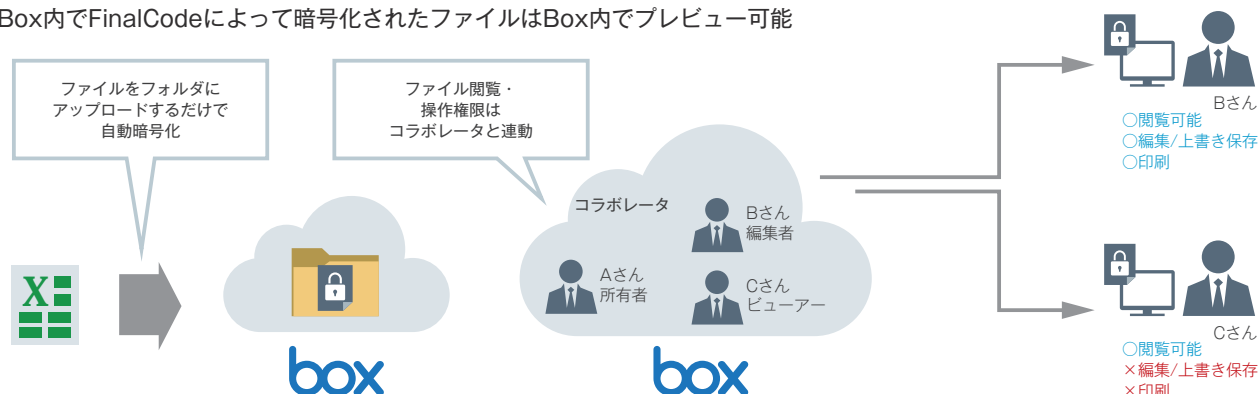 Box内でFinalCodeによって暗号化されたファイルはBox内でプレビュー可能
ファイルをフォルダに
アップロードするだけで
自動暗号化
ファイル閲覧・
操作権限は
コラボレータと連動
コラボレータ
Aさん
所有者
Bさん
編集者
Cさん
ビューアー
box
box
X
Bさん
○閲覧可能
○編集/上書き保存
○印刷
Cさん
○閲覧可能
×編集/上書き保存
×印刷